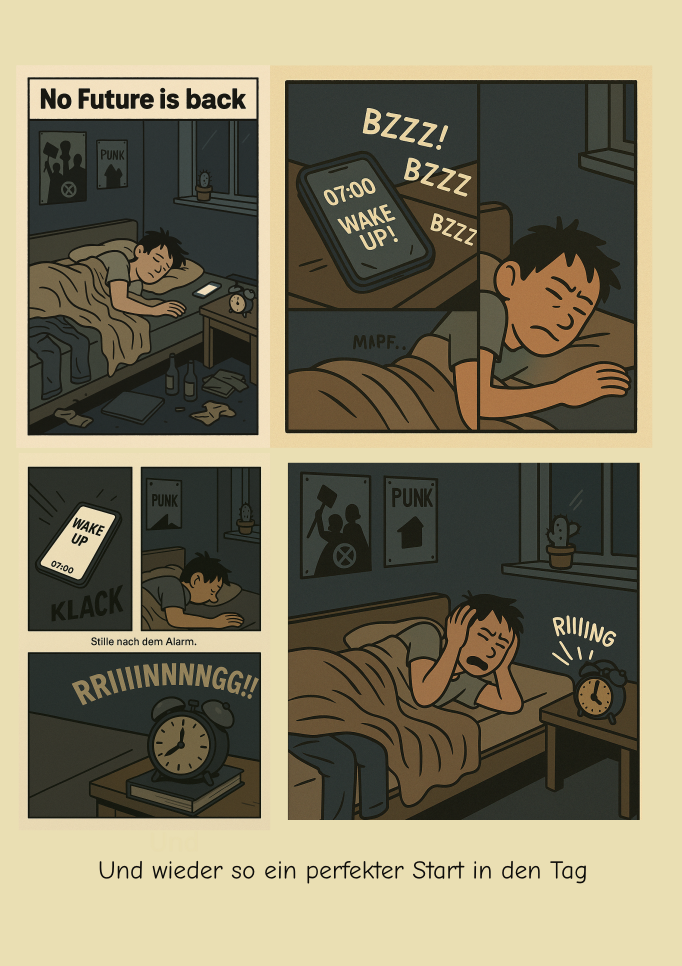 No Future is back
PUNK
BZZZ!
BZZZ
BZZZ
07:00
WAKE
UP!
MMPF..
WAKE
UP
07:00
KLACK
PUNK
Stille nach dem Alarm.
RRIIIINNNNGG!!
PUNK
RIIIING
Und wieder so ein perfekter Start in den Tag